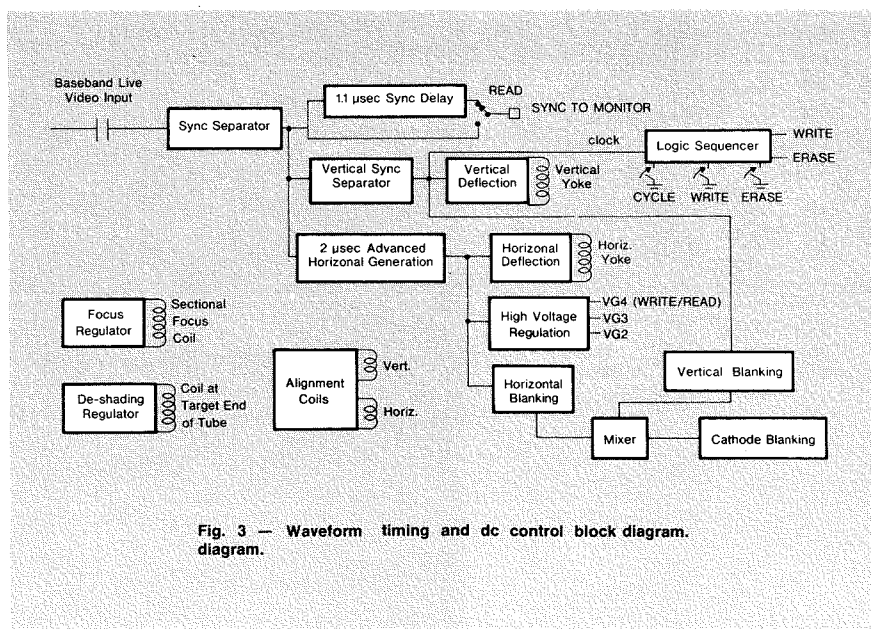 Baseband Live
Video Input
Sync Separator
1.1 µsec Sync Delay
READ
SYNC TO MONITOR
clock
Logic Sequencer
WRITE
ERASE
CYCLE WRITE ERASE
Vertical Sync
Separator
Vertical
Deflection
Vertical
Yoke
2 µsec Advanced
Horizonal Generation
Horizonal
Deflection
Horiz.
Yoke
High Voltage
Regulation
VG4 (WRITE/READ)
VG3
VG2
Focus
Regulator
Sectional
Focus
Coil
De-shading
Regulator
Coil at
Target End
of Tube
Alignment
Coils
Vert.
Horiz.
Horizontal
Blanking
Vertical Blanking
Mixer
Cathode Blanking
Fig. 3 — Waveform timing and dc control block diagram.
diagram.